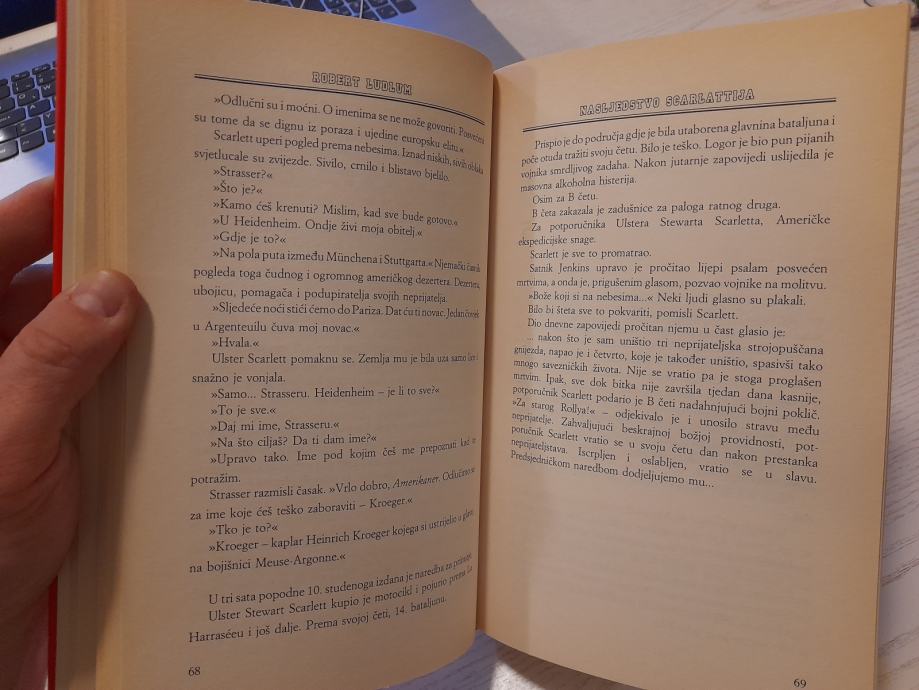 ROBERT LUDLUM
»Odlučni su i moćni. O imenima se ne može govoriti. Posvećeni
su tome da se dignu iz poraza i ujedine europsku elitu.«
Scarlett uperi pogled prema nebesima. Iznad niskih, sivih oblaka
svjetlucale su zvijezde. Sivilo, crnilo i blistavo bjelilo.
»Strasser?«
»Što je?«
»Kamo ćeš krenuti? Mislim, kad sve bude gotovo.«
»U Heidenheim. Ondje živi moja obitelj.«
»Gdje je to?«
»Na pola puta između Münchena i Stuttgarta.« Njemački časnik
pogleda toga čudnog i ogromnog američkog dezertera. Dezertera,
ubojicu, pomagača i podupiratelja svojih neprijatelja.
»Sljedeće noći stići ćemo do Pariza. Dat ću ti novac. Jedan čovjek
u Argenteuilu čuva moj novac.«
»Hvala.«
Ulster Scarlett pomaknu se. Zemlja mu je bila uza samo lice i
snažno je vonjala.
»Samo... Strasseru. Heidenheim – je li to sve?«
»To je sve.«
»Daj mi ime, Strasseru.«
»Na što ciljaš? Da ti dam ime?«
»Upravo tako. Ime pod kojim češ me prepoznati kad te
potražim.
Strasser razmisli časak. »Vrlo dobro, Amerikaner. Odlučimo se
za ime koje ćeš teško zaboraviti – Kroeger.«
»Tko je to?«
»Kroeger – kaplar Heinrich Kroeger kojega si ustrijelio u glavu
na bojišnici Meuse-Argonne.«
U tri sata popodne 10. studenoga izdana je naredba za primirje.
Ulster Stewart Scarlett kupio je motocikl i pojurio prema La
Harraséeu i još dalje. Prema svojoj četi, 14. bataljunu.
68
NASLJEDSTVO SCARLATTIJA
Prispio je do područja gdje je bila utaborena glavnina bataljuna i
poče otuda tražiti svoju četu. Bilo je teško. Logor je bio pun pijanih
vojnika smrdljivog zadaha. Nakon jutarnje zapovijedi uslijedila je
masovna alkoholna histerija.
Osim za B četu.
B četa zakazala je zadušnice za paloga ratnog druga.
Za potporučnika Ulstera Stewarta Scarletta, Američke
ekspedicijske snage.
Scarlett je sve to promatrao.
Satnik Jenkins upravo je pročitao lijepi psalam posvećen
mrtvima, a onda je, prigušenim glasom, pozvao vojnike na molitvu.
»Bože koji si na nebesima...« Neki ljudi glasno su plakali.
Bilo bi šteta sve to pokvariti, pomisli Scarlett.
Dio dnevne zapovijedi pročitan njemu u čast glasio je:
... nakon što je sam uništio tri neprijateljska strojopuščana
gnijezda, napao je i četvrto, koje je također uništio, spasivši tako
mnogo savezničkih života. Nije se vratio pa je stoga proglašen
mrtvim. Ipak, sve dok bitka nije završila tjedan dana kasnije,
potporučnik Scarlett podario je B četi nadahnjujući bojni poklič.
»Za starog Rollya!« – odjekivalo je i unosilo stravu među
neprijatelje. Zahvaljujući beskrajnoj božjoj providnosti, pot-
poručnik Scarlett vratio se u svoju četu dan nakon prestanka
neprijateljstava. Iscrpljen i oslabljen, vratio se u slavu.
Predsjedničkom naredbom dodjeljujemo mu...
69